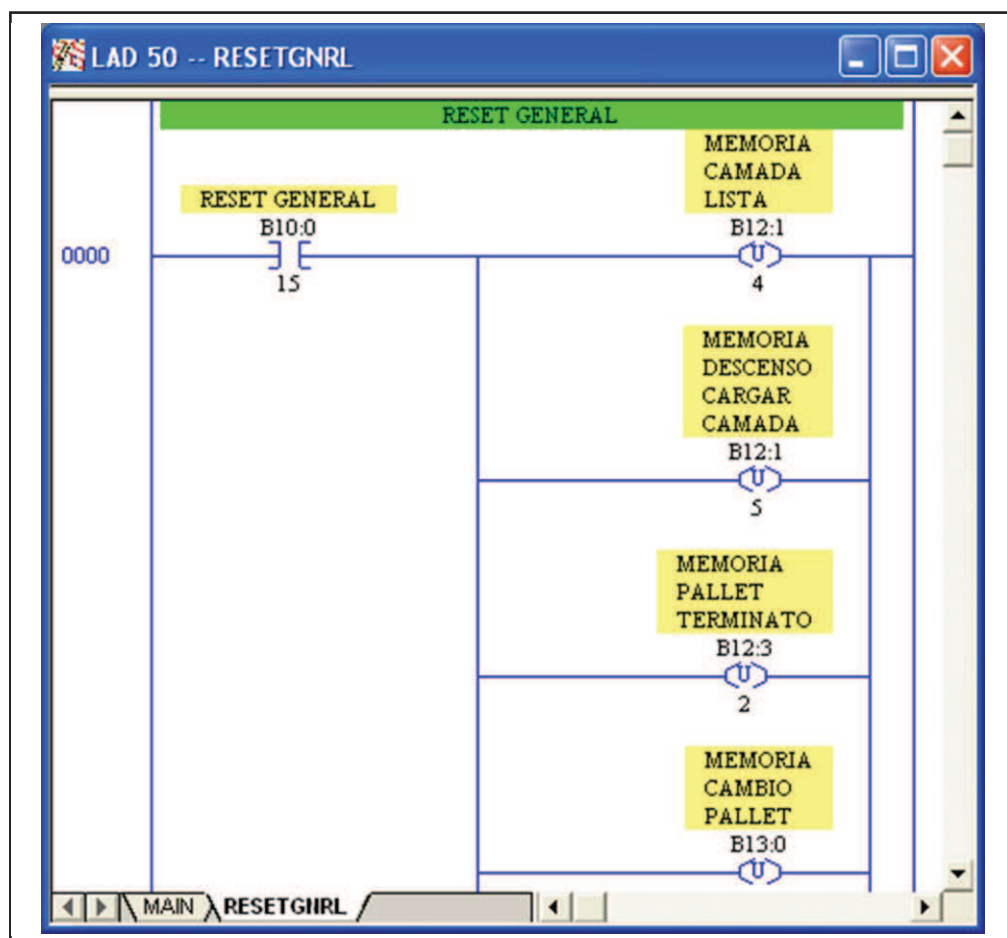 LAD 50 -- RESETGNRL
RESET GENERAL
MEMORIA
CAMADA
LISTA
B12:1
U
4
RESET GENERAL
B10:0
15
0000
MEMORIA
DESCENSO
CARGAR
CAMADA
B12:1
U
5
MEMORIA
PALLET
TERMINATO
B12:3
U
2
MEMORIA
CAMBIO
PALLET
B13:0
U
MAIN
RESETGNRL